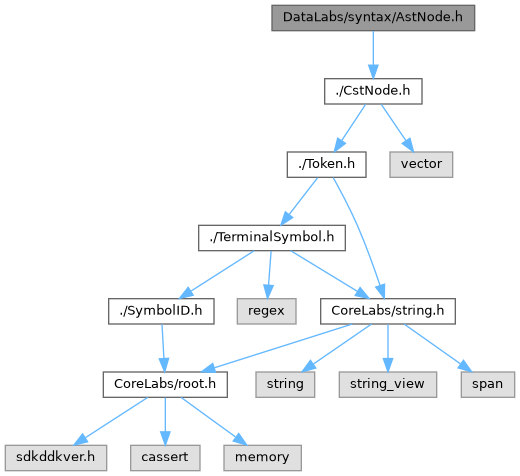 DataLabs/syntax/AstNode.h
./CstNode.h
./Token.h
vector
./TerminalSymbol.h
./SymbolID.h
regex
CoreLabs/string.h
CoreLabs/root.h
string
string_view
span
sdkddkver.h
cassert
memory